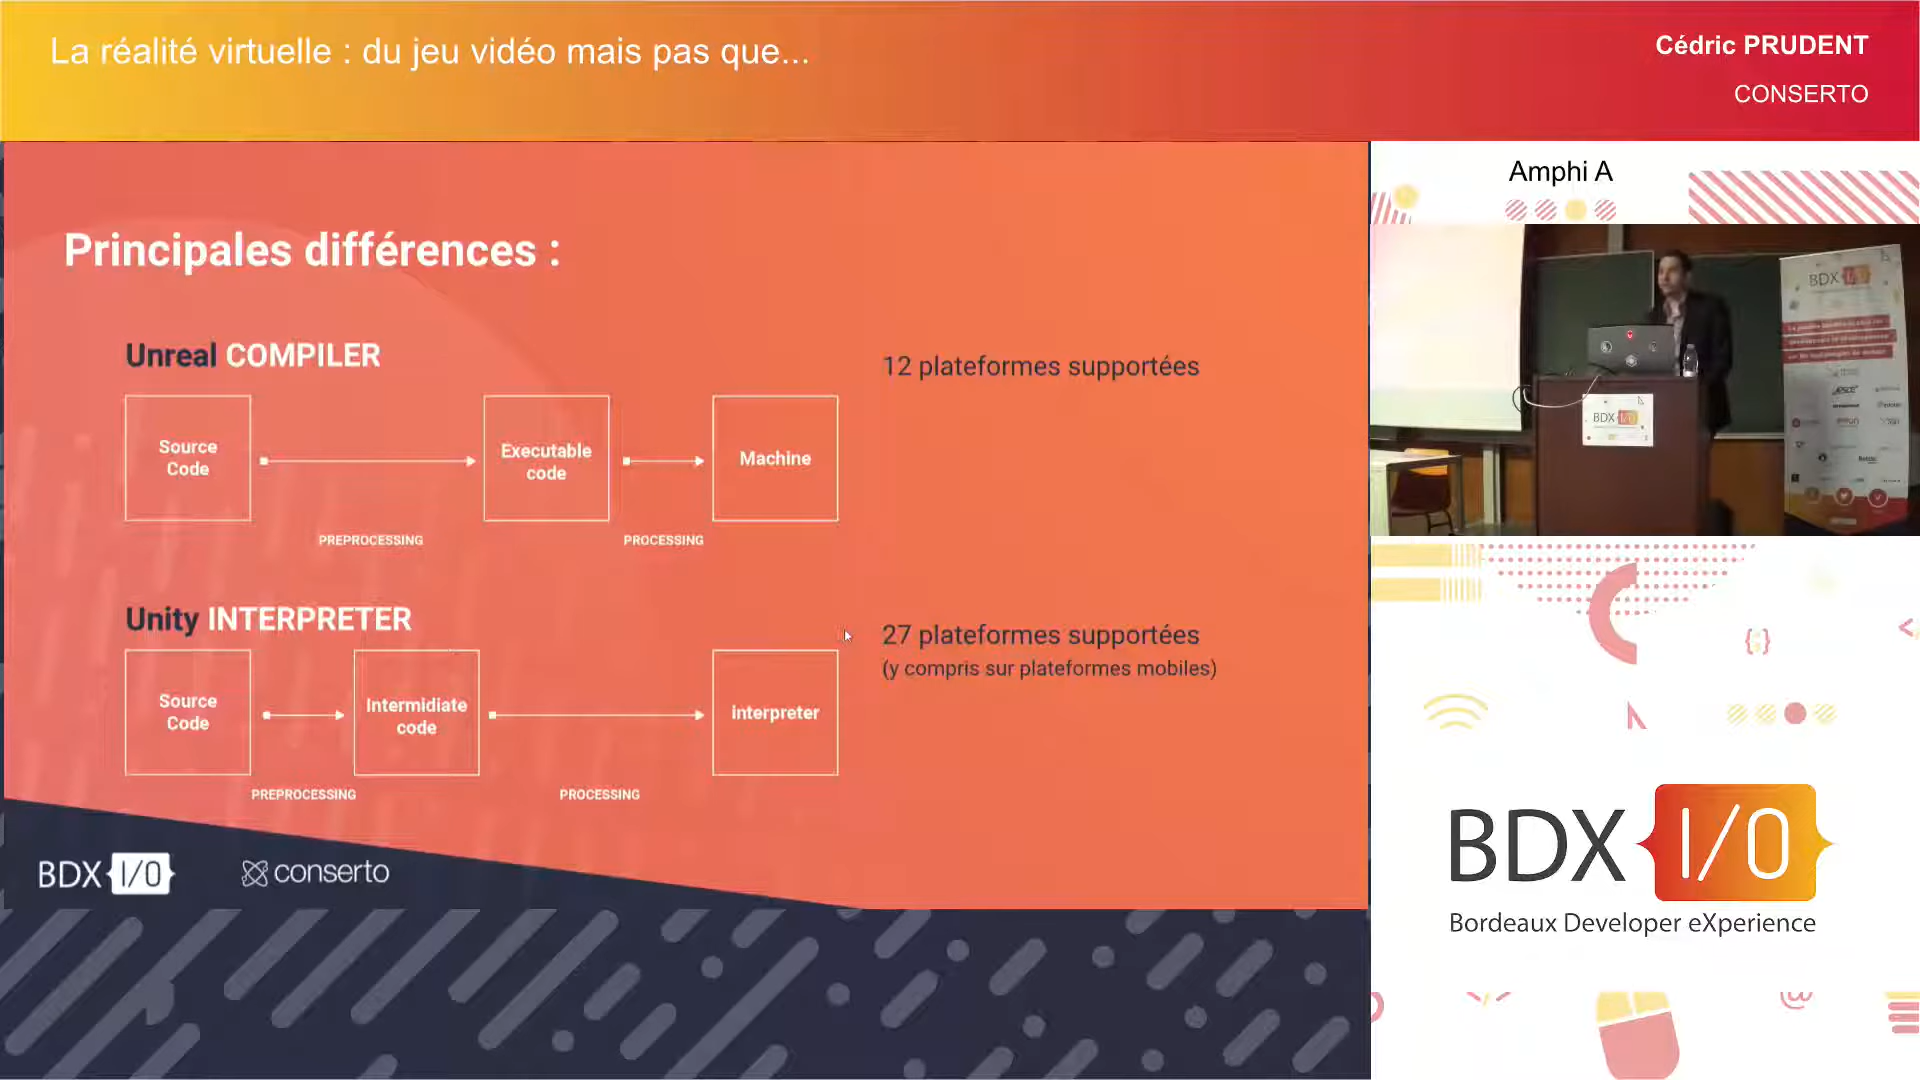 La réalité virtuelle : du jeu vidéo mais pas que...
Cédric PRUDENT
CONSERTO
Amphi A
Principales différences :
Unreal COMPILER
12 plateformes supportées
Source
Code
Executable
code
Machine
PREPROCESSING
PROCESSING
Unity INTERPRETER
27 plateformes supportées
(y compris sur plateformes mobiles)
Source
Code
Intermidiate
code
Interpreter
PREPROCESSING
PROCESSING
BDX I/O
conserto
BDX I/O
BDX I/O
BDX I/O
Bordeaux Developer eXperience